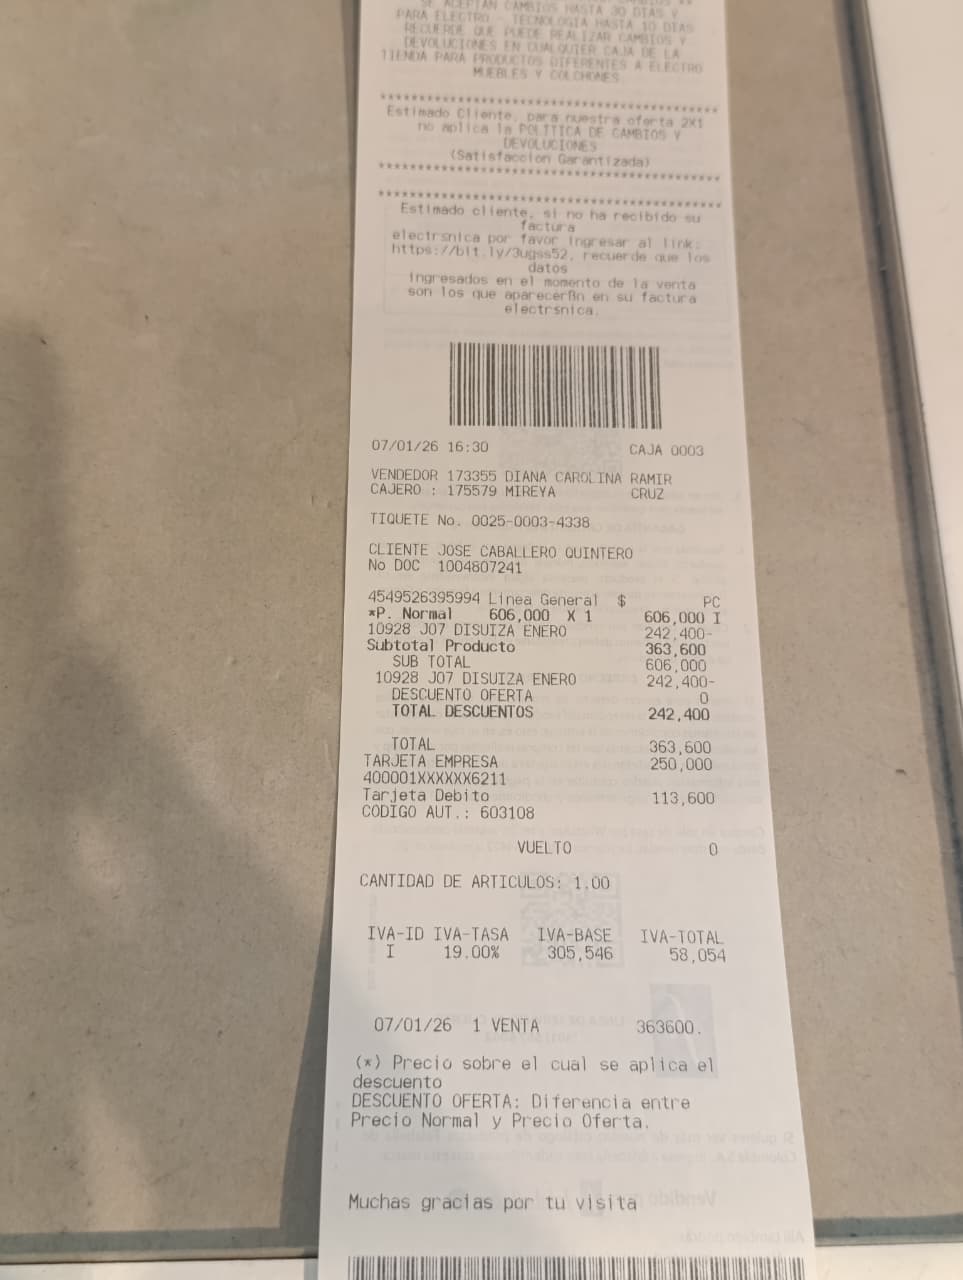 SE ACEPTAN CAMBIOS HASTA 30 DIAS Y
PARA ELECTRO - TECNOLOGIA HASTA 10 DIAS
RECUERDE QUE PUEDE REALIZAR CAMBIOS Y
DEVOLUCIONES EN CUALQUIER CAJA DE LA
TIENDA PARA PRODUCTOS DIFERENTES A ELECTRO
MUEBLES Y COLCHONES
****************************************
Estimado Cliente, para nuestra oferta 2X1
no aplica la POLITICA DE CAMBIOS Y
DEVOLUCIONES
(Satisfaccion Garantizada)
****************************************
****************************************
Estimado cliente, si no ha recibido su
factura
electrsnica por favor ingresar al link:
https://bit.ly/3ugss52, recuerde que los
datos
ingresados en el momento de la venta
son los que aparecerßn en su factura
electrsnica.
07/01/26 16:30 CAJA 0003
VENDEDOR 173355 DIANA CAROLINA RAMIR
CAJERO : 175579 MIREYA CRUZ
TIQUETE No. 0025-0003-4338
CLIENTE JOSE CABALLERO QUINTERO
No DOC 1004807241
4549526395994 Linea General $ PC
*P. Normal 606,000 X 1 606,000 I
10928 J07 DISUIZA ENERO 242,400-
Subtotal Producto 363,600
SUB TOTAL 606,000
10928 J07 DISUIZA ENERO 242,400-
DESCUENTO OFERTA 0
TOTAL DESCUENTOS 242,400
TOTAL 363,600
TARJETA EMPRESA 250,000
400001XXXXXX6211
Tarjeta Debito 113,600
CODIGO AUT.: 603108
VUELTO 0
CANTIDAD DE ARTICULOS: 1.00
IVA-ID IVA-TASA IVA-BASE IVA-TOTAL
I 19.00% 305,546 58,054
07/01/26 1 VENTA 363600.
(*) Precio sobre el cual se aplica el
descuento
DESCUENTO OFERTA: Diferencia entre
Precio Normal y Precio Oferta.
Muchas gracias por tu visita